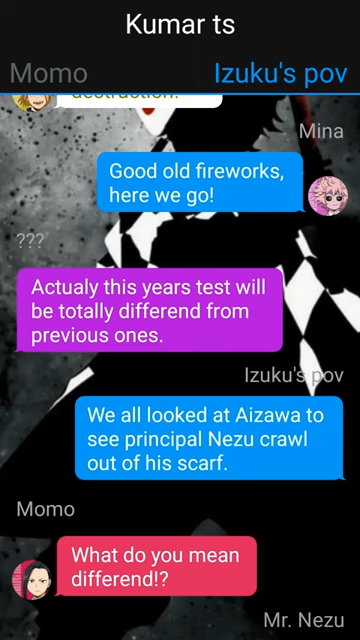 Kumar ts
Momo
Izuku's pov
destruction!
Mina
Good old fireworks,
here we go!
???
Actualy this years test will
be totally differend from
previous ones.
Izuku's pov
We all looked at Aizawa to
see principal Nezu crawl
out of his scarf.
Momo
What do you mean
differend!?
Mr. Nezu